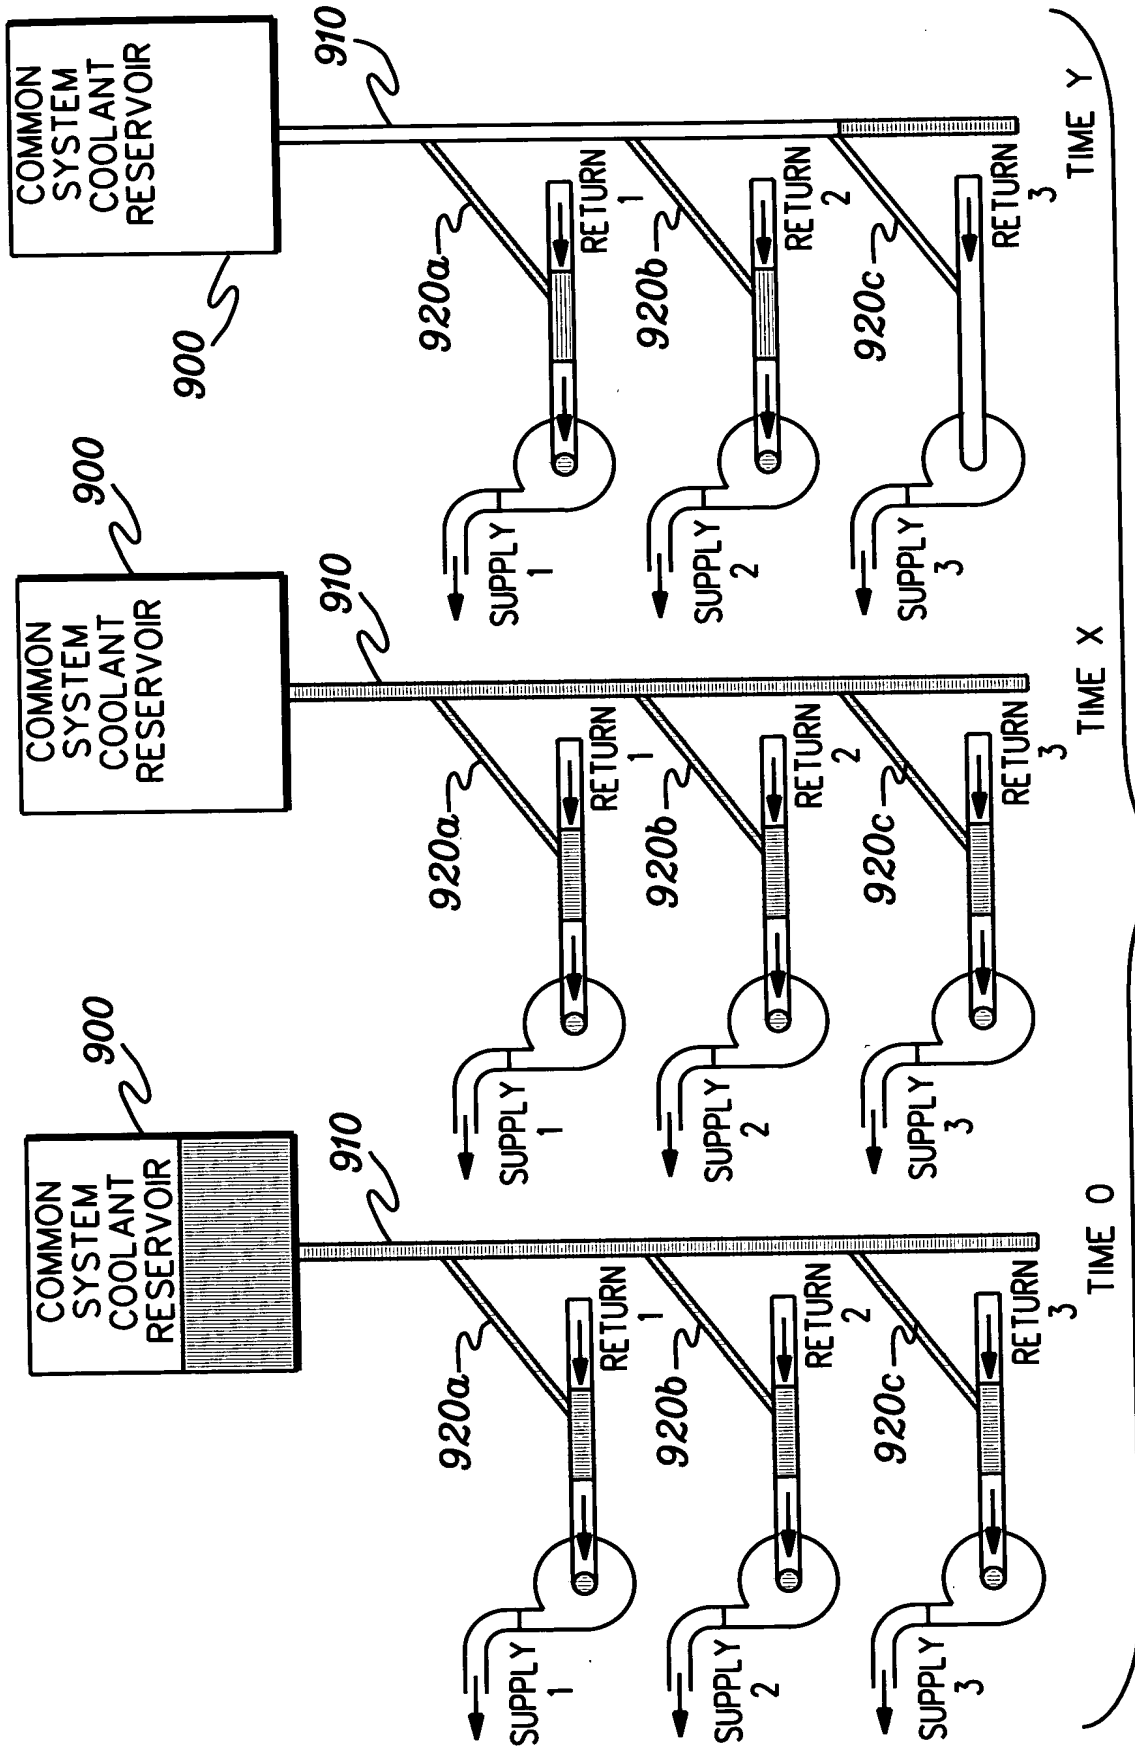 COMMON
SYSTEM
COOLANT
RESERVOIR
900
910
920a
RETURN
1
SUPPLY
1
920b
RETURN
2
SUPPLY
2
920c
RETURN
3
SUPPLY
3
TIME 0
COMMON
SYSTEM
COOLANT
RESERVOIR
900
910
920a
RETURN
1
SUPPLY
1
920b
RETURN
2
SUPPLY
2
920c
RETURN
3
SUPPLY
3
TIME X
COMMON
SYSTEM
COOLANT
RESERVOIR
900
910
920a
RETURN
1
SUPPLY
1
920b
RETURN
2
SUPPLY
2
920c
RETURN
3
SUPPLY
3
TIME Y